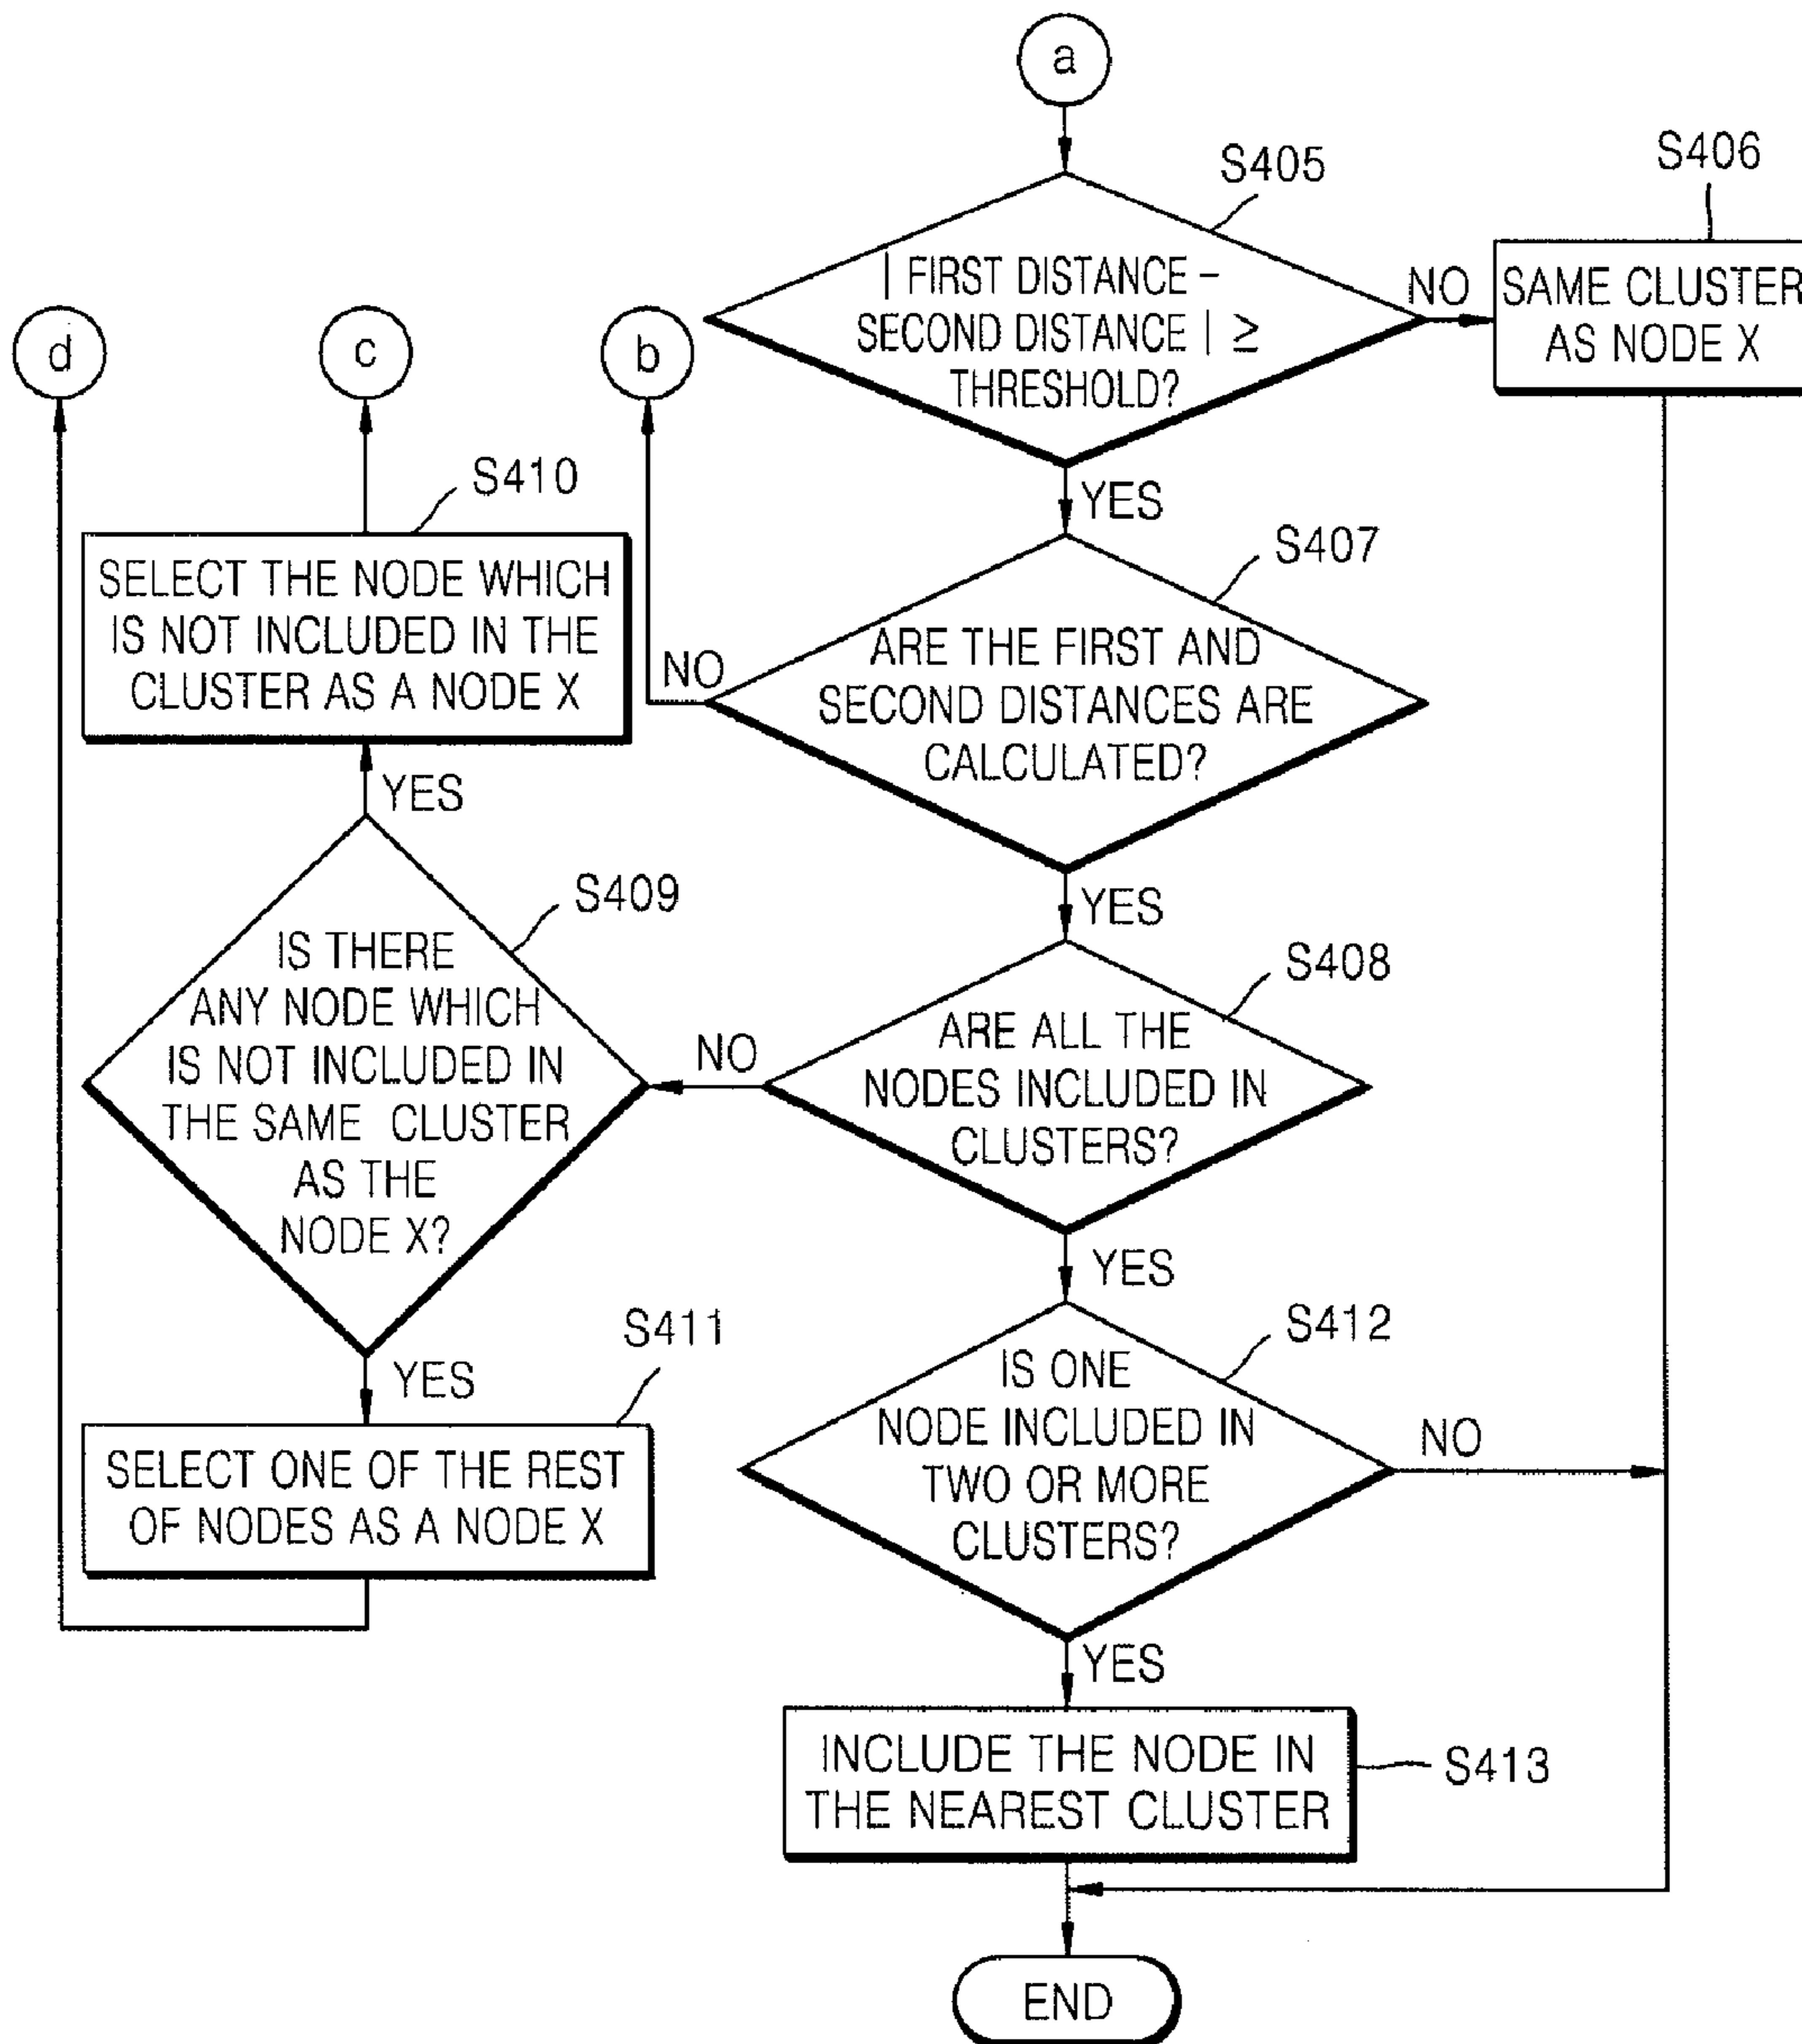 a
S405
S406
| FIRST DISTANCE –
SECOND DISTANCE | ≥
THRESHOLD?
NO
SAME CLUSTER
AS NODE X
d
c
b
YES
S410
SELECT THE NODE WHICH
IS NOT INCLUDED IN THE
CLUSTER AS A NODE X
S407
NO
ARE THE FIRST AND
SECOND DISTANCES ARE
CALCULATED?
YES
YES
S409
IS THERE
ANY NODE WHICH
IS NOT INCLUDED IN
THE SAME CLUSTER
AS THE
NODE X?
S408
NO
ARE ALL THE
NODES INCLUDED IN
CLUSTERS?
YES
YES
S411
SELECT ONE OF THE REST
OF NODES AS A NODE X
S412
IS ONE
NODE INCLUDED IN
TWO OR MORE
CLUSTERS?
NO
YES
INCLUDE THE NODE IN
THE NEAREST CLUSTER
S413
END